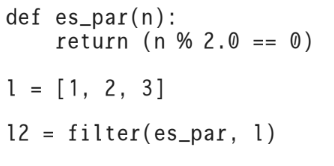 def es_par(n):
    return (n % 2.0 == 0)
l = [1, 2, 3]
l2 = filter(es_par, l)